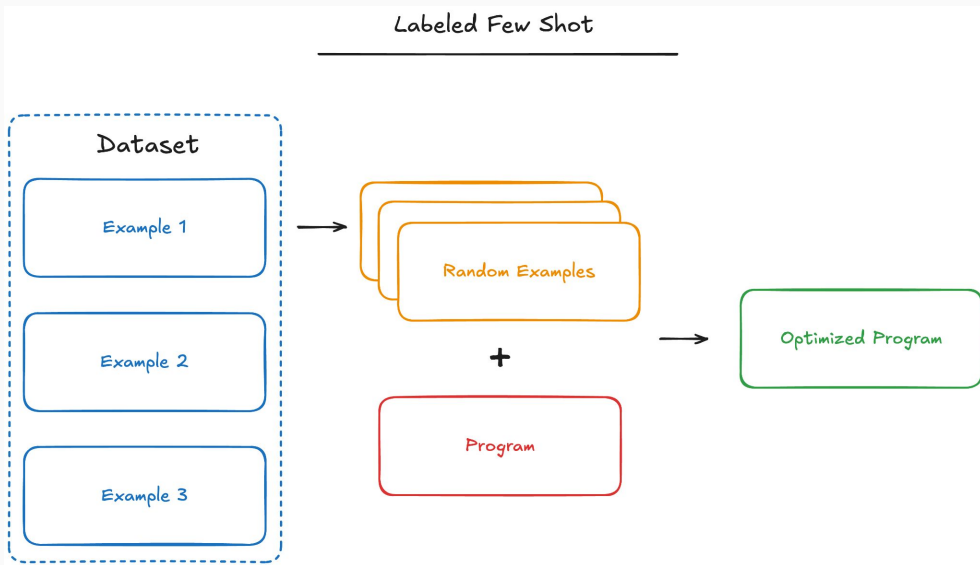 Labeled Few Shot
Dataset
Example 1
Example 2
Example 3
Random Examples
+
Program
Optimized Program